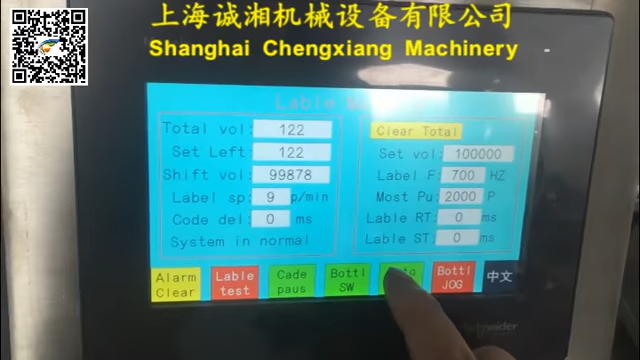 上海诚湘机械设备有限公司
Shanghai Chengxiang Machinery
Lable
Total vol: 122
Set Left: 122
Shift vol: 99878
Label sp: 9 p/min
Code del: 0 ms
System in normal
Clear Total
Set vol: 100000
Label F: 700 HZ
Most Pu: 2000 P
Lable RT: 0 ms
Lable ST: 0 ms
Alarm Clear
Lable test
Cade paus
Bottl SW
Bottl JOG
中文